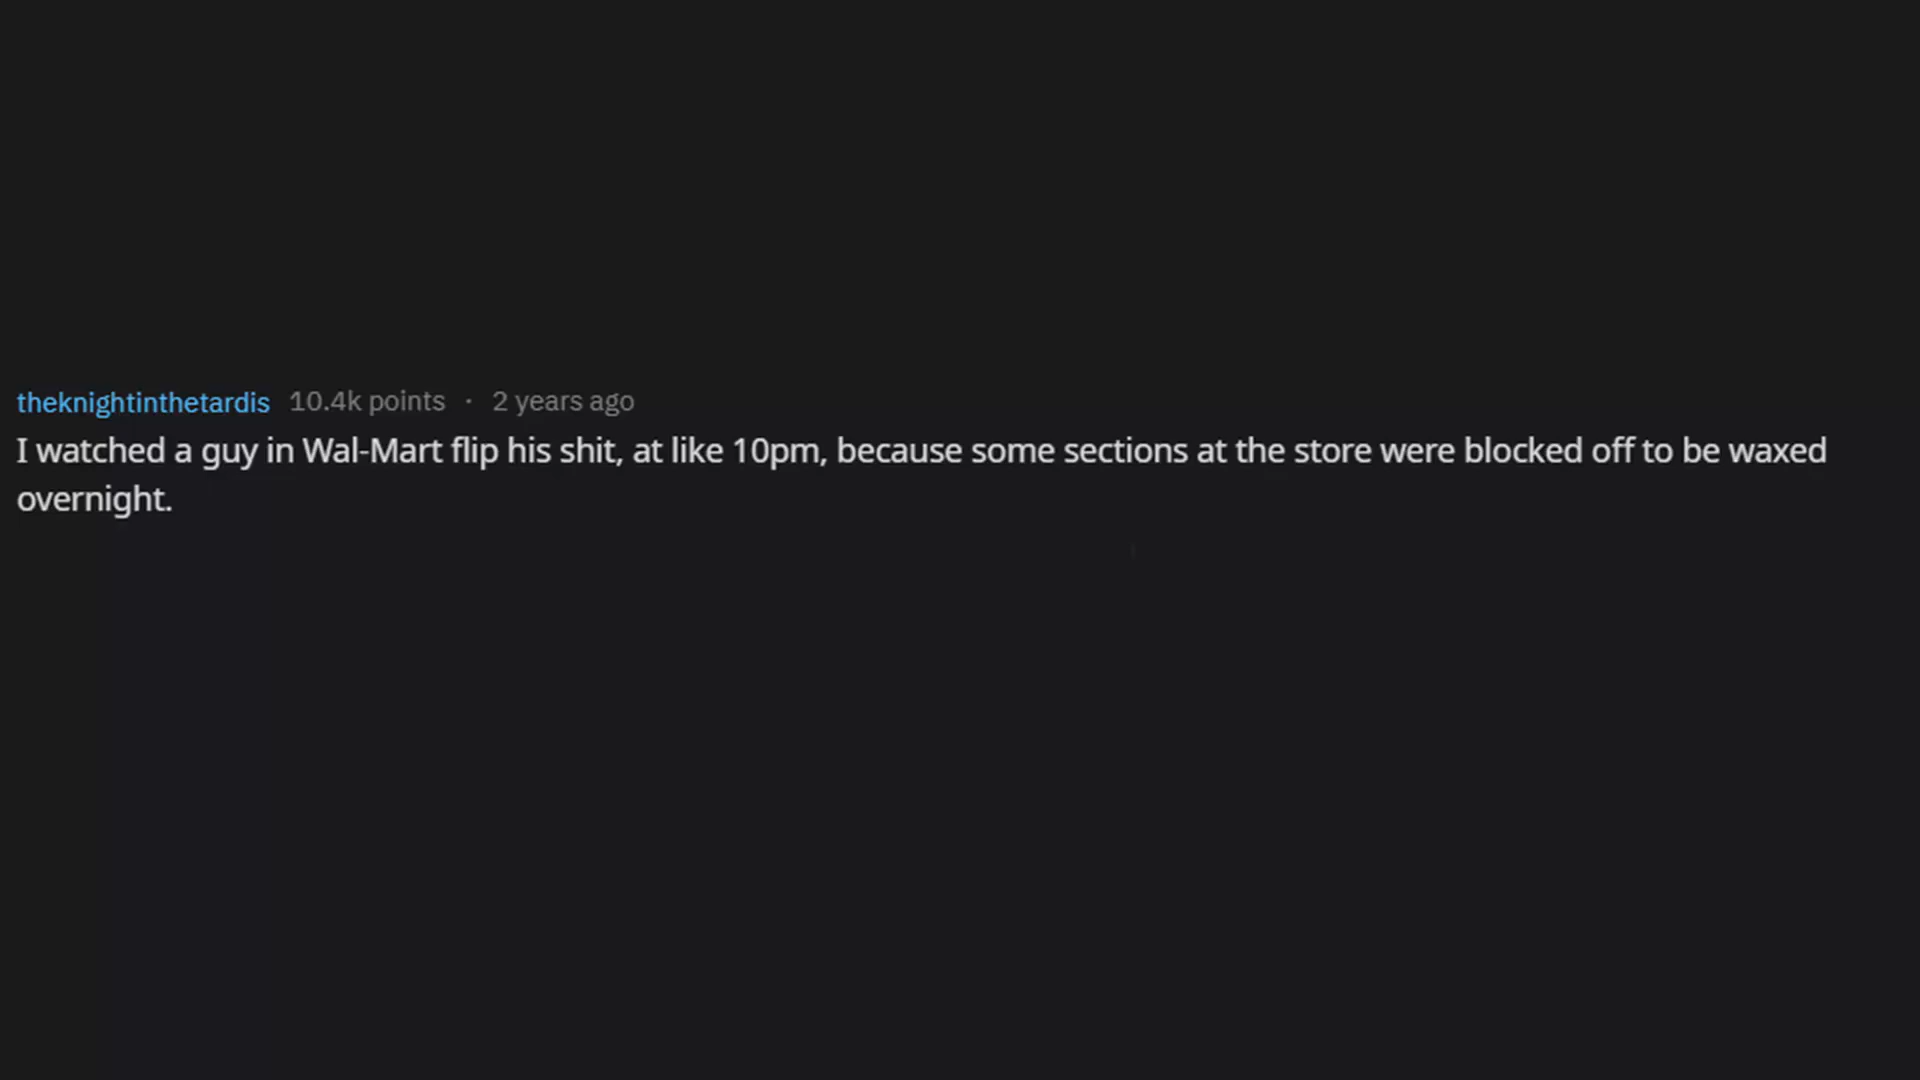 theknightinthetardis 10.4k points · 2 years ago
I watched a guy in Wal-Mart flip his shit, at like 10pm, because some sections at the store were blocked off to be waxed
overnight.